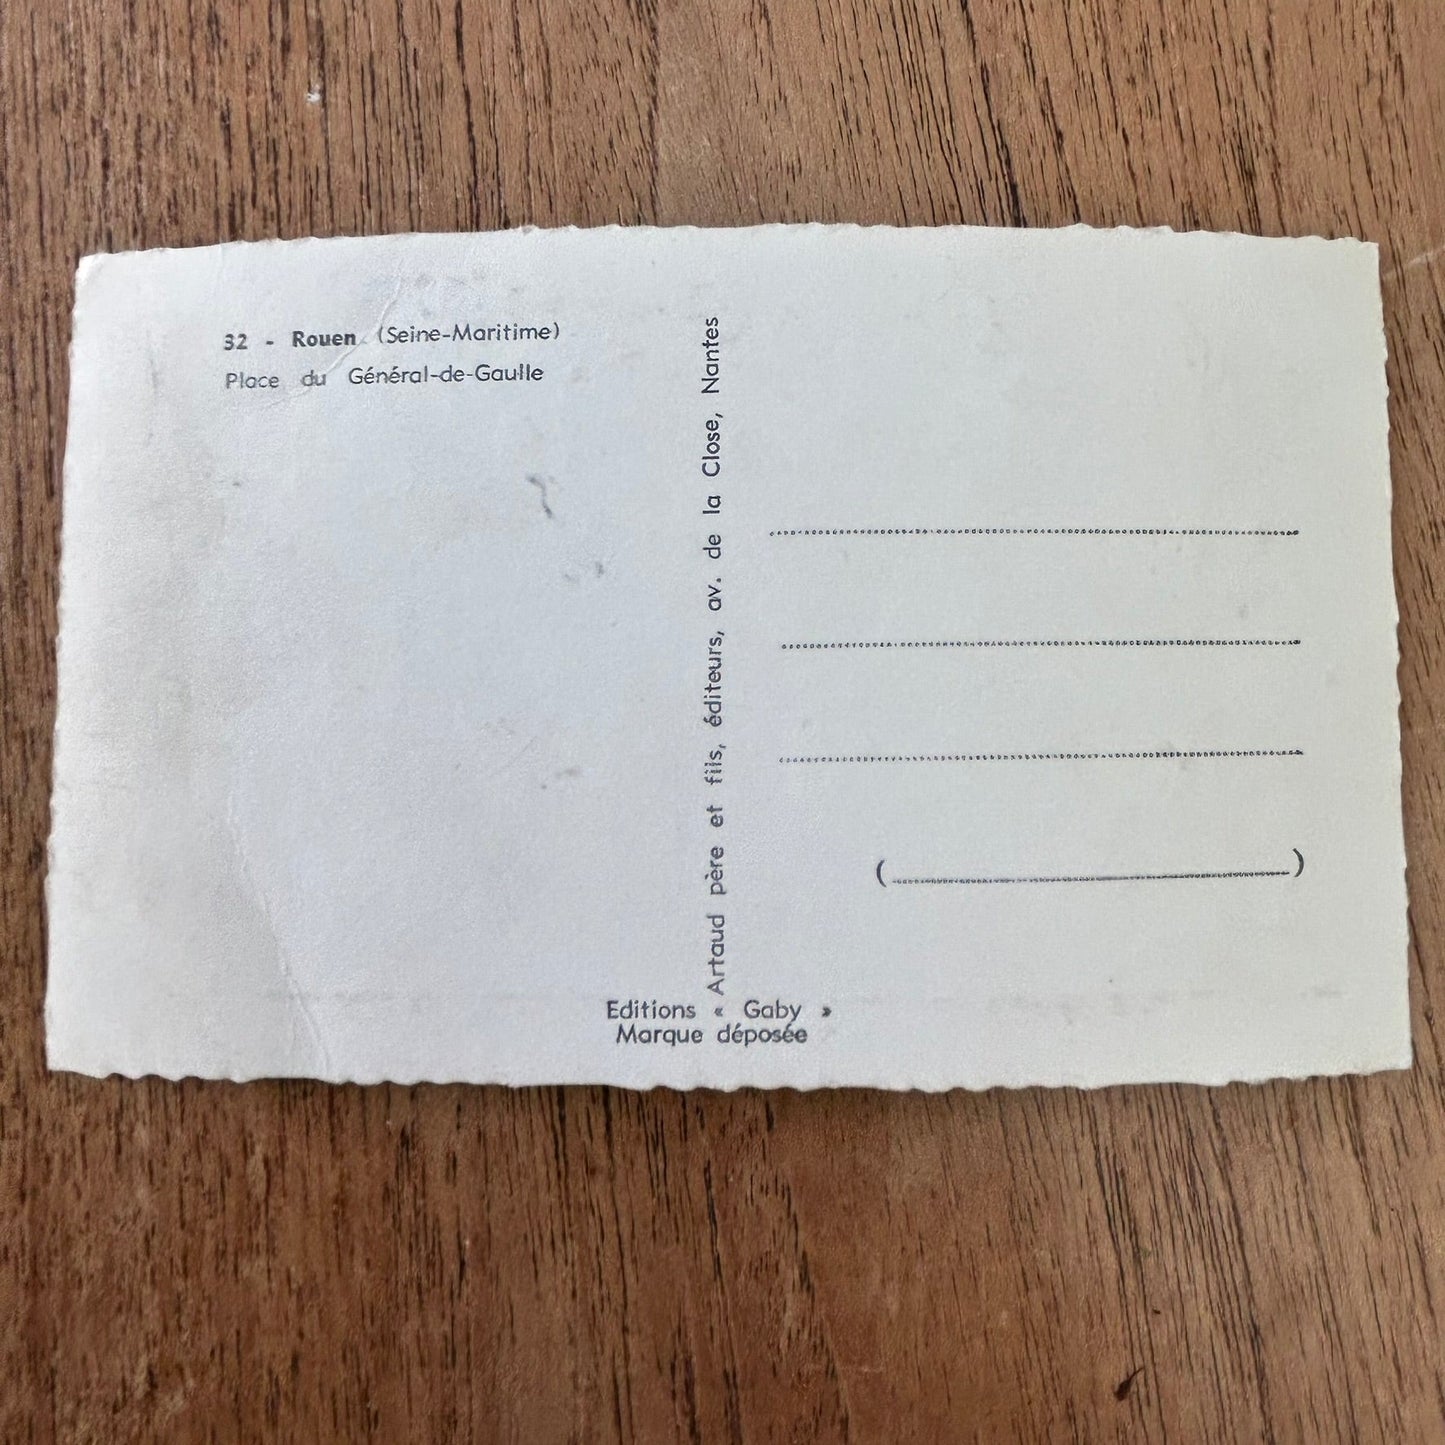 32 - Rouen (Seine-Maritime)
Place du Général-de-Gaulle
Artaud père et fils, éditeurs, av. de la Close, Nantes
( )
Editions « Gaby »
Marque déposée